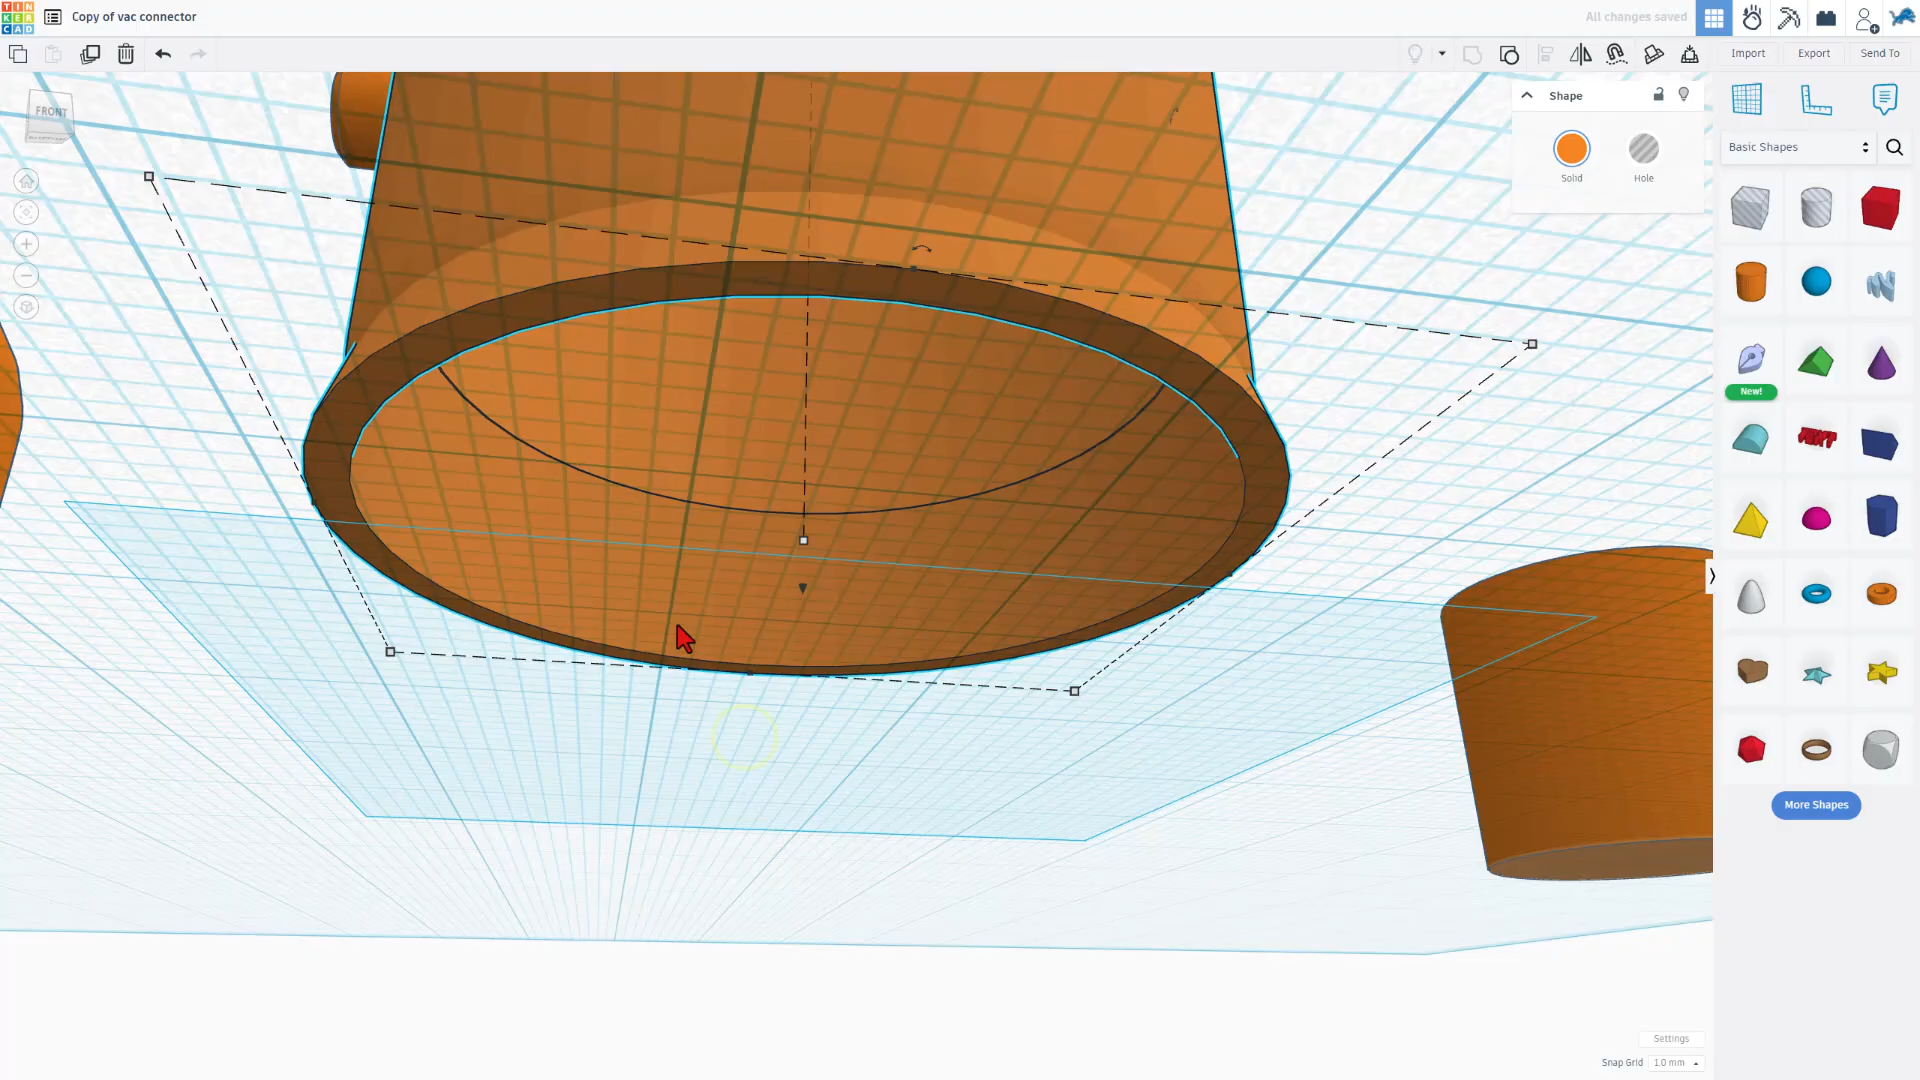 TIN
KER
CAD
Copy of vac connector
All changes saved
Import
Export
Send To
FRONT
Shape
Solid
Hole
Basic Shapes
New!
More Shapes
Settings
Snap Grid
1.0 mm